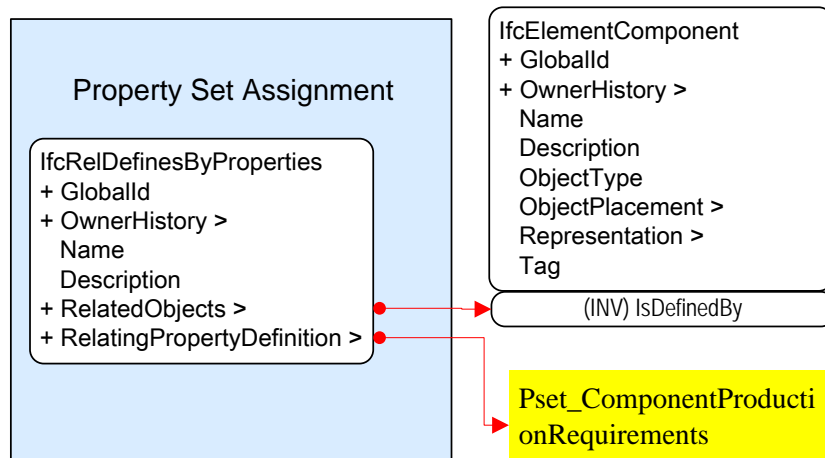 Property Set Assignment
IfcRelDefinesByProperties
+ GlobalId
+ OwnerHistory >
Name
Description
+ RelatedObjects >
+ RelatingPropertyDefinition >
IfcElementComponent
+ GlobalId
+ OwnerHistory >
Name
Description
ObjectType
ObjectPlacement >
Representation >
Tag
(INV) IsDefinedBy
Pset_ComponentProducti
onRequirements